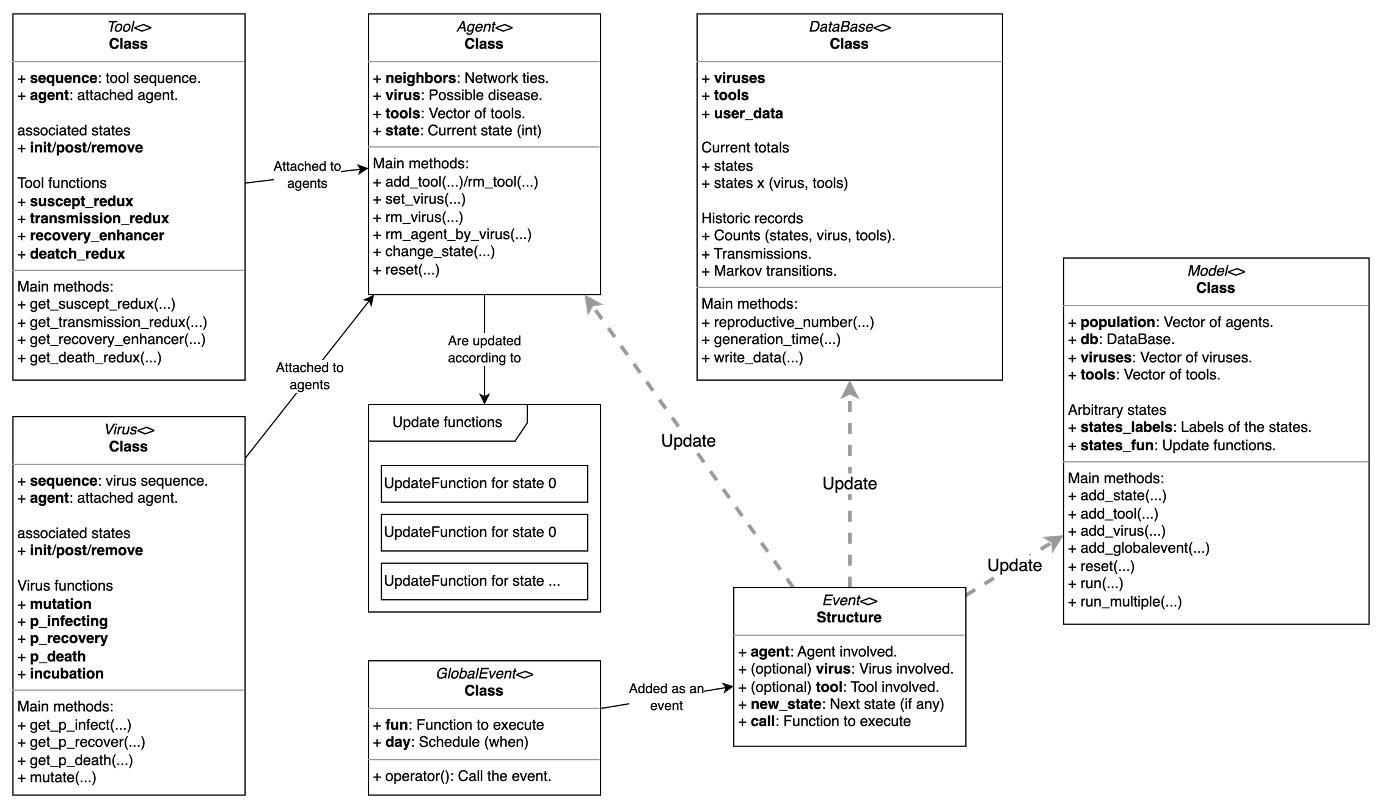 Tool<>
Class
+ sequence: tool sequence.
+ agent: attached agent.
associated states
+ init/post/remove
Tool functions
+ suscept_redux
+ transmission_redux
+ recovery_enhancer
+ deatch_redux
Main methods:
+ get_suscept_redux(...)
+ get_transmission_redux(...)
+ get_recovery_enhancer(...)
+ get_death_redux(...)
Virus<>
Class
+ sequence: virus sequence.
+ agent: attached agent.
associated states
+ init/post/remove
Virus functions
+ mutation
+ p_infecting
+ p_recovery
+ p_death
+ incubation
Main methods:
+ get_p_infect(...)
+ get_p_recover(...)
+ get_p_death(...)
+ mutate(...)
Attached to
agents
Attached to
agents
Agent<>
Class
+ neighbors: Network ties.
+ virus: Possible disease.
+ tools: Vector of tools.
+ state: Current state (int)
Main methods:
+ add_tool(...)/rm_tool(...)
+ set_virus(...)
+ rm_virus(...)
+ rm_agent_by_virus(...)
+ change_state(...)
+ reset(...)
Are updated
according to
Update functions
UpdateFunction for state 0
UpdateFunction for state 0
UpdateFunction for state ...
GlobalEvent<>
Class
+ fun: Function to execute
+ day: Schedule (when)
+ operator(): Call the event.
Added as an
event
DataBase<>
Class
+ viruses
+ tools
+ user_data
Current totals
+ states
+ states x (virus, tools)
Historic records
+ Counts (states, virus, tools).
+ Transmissions.
+ Markov transitions.
Main methods:
+ reproductive_number(...)
+ generation_time(...)
+ write_data(...)
Update
Update
Update
Event<>
Structure
+ agent: Agent involved.
+ (optional) virus: Virus involved.
+ (optional) tool: Tool involved.
+ new_state: Next state (if any)
+ call: Function to execute
Model<>
Class
+ population: Vector of agents.
+ db: DataBase.
+ viruses: Vector of viruses.
+ tools: Vector of tools.
Arbitrary states
+ states_labels: Labels of the states.
+ states_fun: Update functions.
Main methods:
+ add_state(...)
+ add_tool(...)
+ add_virus(...)
+ add_globalevent(...)
+ reset(...)
+ run(...)
+ run_multiple(...)